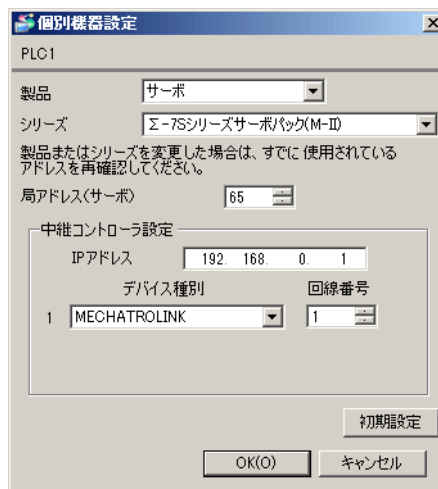 個別機器設定
PLC1
製品 サーボ
シリーズ Σ-7Sシリーズサーボパック(M-Ⅱ)
製品またはシリーズを変更した場合は、すでに使用されている
アドレスを再確認してください。
局アドレス(サーボ) 65
中継コントローラ設定
IPアドレス 192. 168. 0. 1
デバイス種別 回線番号
1 MECHATROLINK 1
初期設定
OK(O) キャンセル